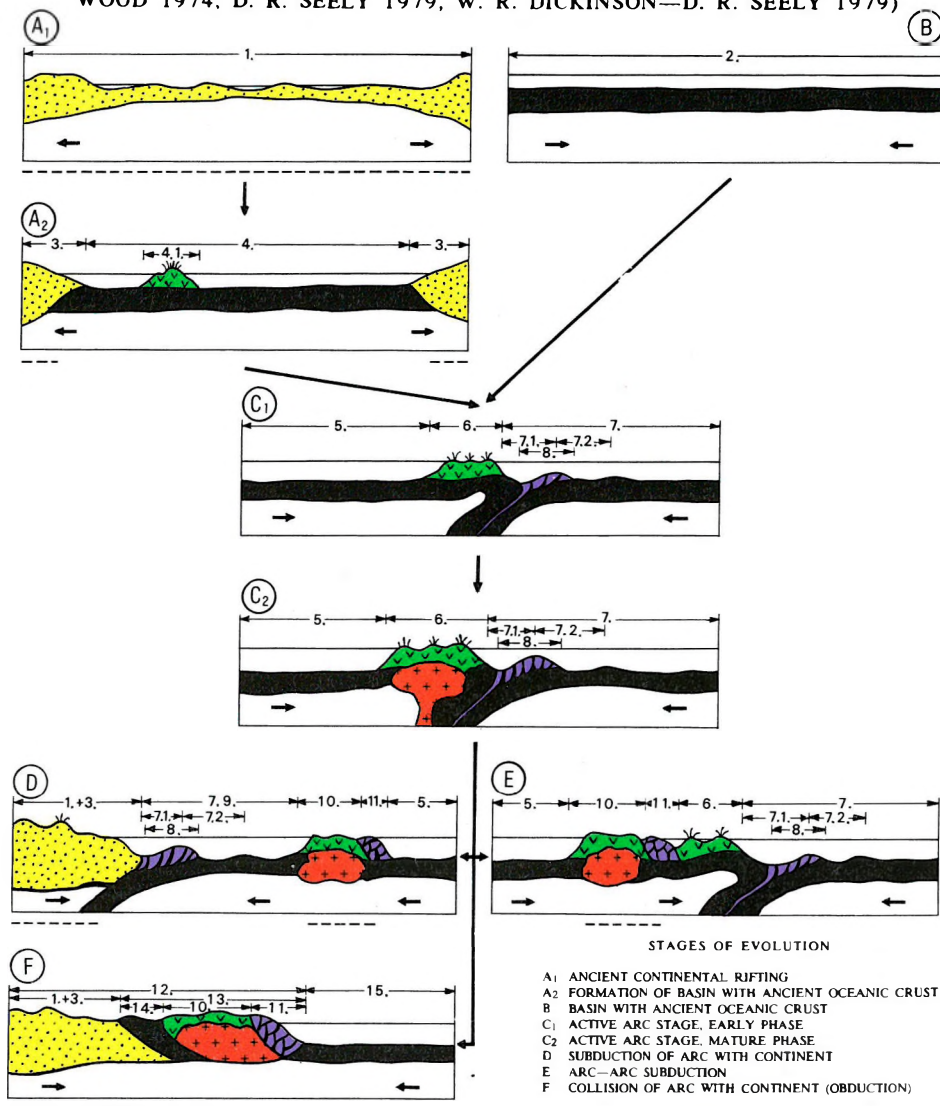 WOOD 1974, D. R. SEELY 1979, W. R. DICKINSON—D. R. SEELY 1979)
A1
B
1.
2.
A2
3. 4. 3.
4.1.
C1
5. 6. 7.
7.1. 7.2.
8.
C2
5. 6. 7.
7.1. 7.2.
8.
D
1.+3. 7.9. 10. 11. 5.
7.1. 7.2.
8.
E
5. 10. 11. 6. 7.
7.1. 7.2.
8.
F
12.
1.+3. 13. 15.
14. 10. 11.
STAGES OF EVOLUTION
A1 ANCIENT CONTINENTAL RIFTING
A2 FORMATION OF BASIN WITH ANCIENT OCEANIC CRUST
B BASIN WITH ANCIENT OCEANIC CRUST
C1 ACTIVE ARC STAGE, EARLY PHASE
C2 ACTIVE ARC STAGE, MATURE PHASE
D SUBDUCTION OF ARC WITH CONTINENT
E ARC—ARC SUBDUCTION
F COLLISION OF ARC WITH CONTINENT (OBDUCTION)